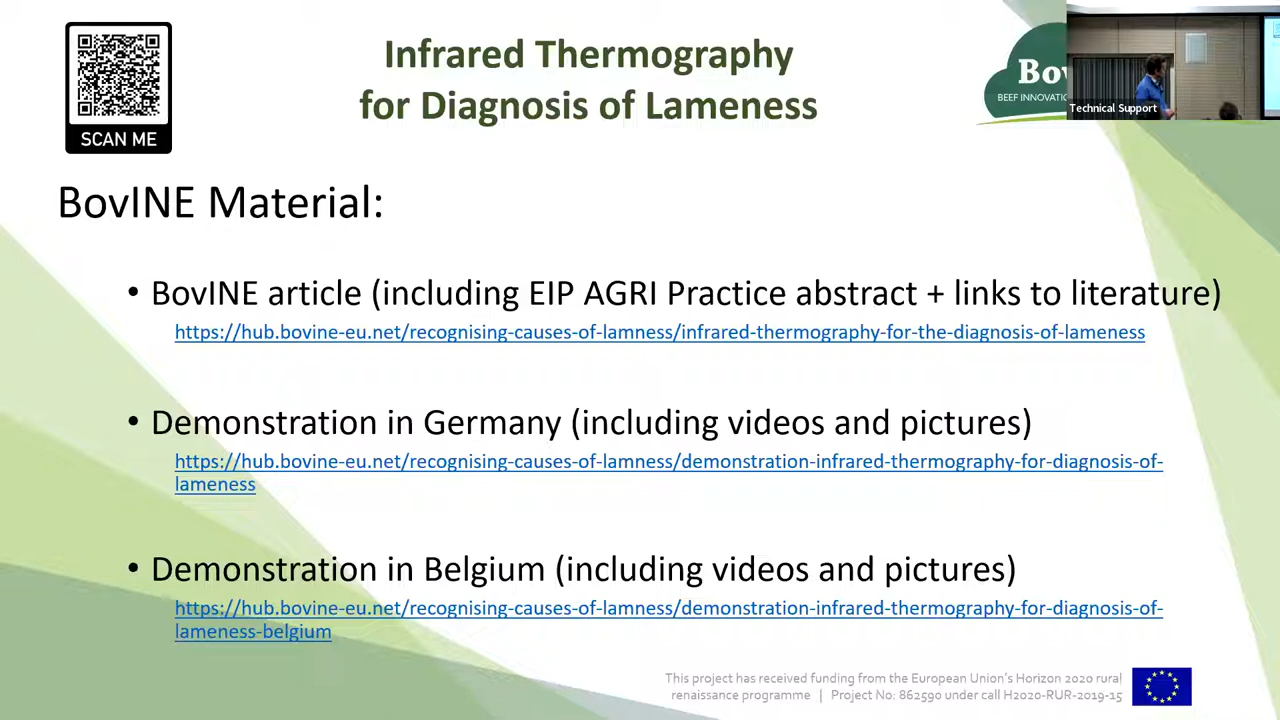 Infrared Thermography
for Diagnosis of Lameness
SCAN ME
BEEF
Technical Support
BovINE Material:
• BovINE article (including EIP AGRI Practice abstract + links to literature)
https://hub.bovine-eu.net/recognising-causes-of-lamness/infrared-thermography-for-the-diagnosis-of-lameness
• Demonstration in Germany (including videos and pictures)
https://hub.bovine-eu.net/recognising-causes-of-lamness/demonstration-infrared-thermography-for-diagnosis-of-
lameness
• Demonstration in Belgium (including videos and pictures)
https://hub.bovine-eu.net/recognising-causes-of-lamness/demonstration-infrared-thermography-for-diagnosis-of-
lameness-belgium
This project has received funding from the European Union's Horizon 2020 rural
renaissance programme | Project No: 862590 under call H2020-RUR-2019-15